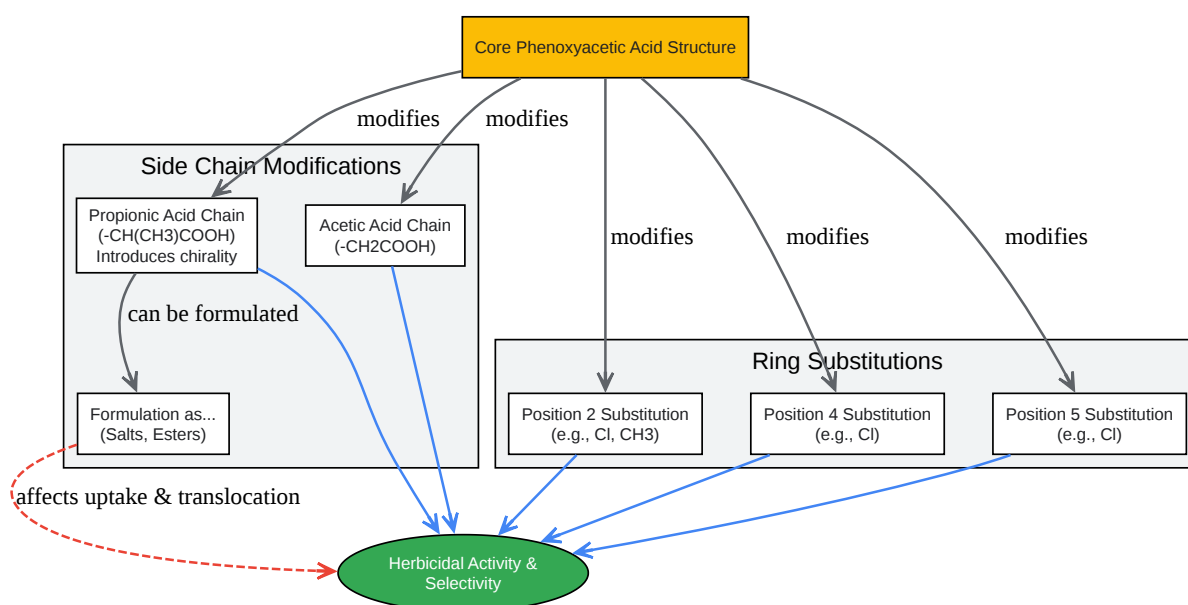 Core Phenoxyacetic Acid Structure
modifies
modifies
Side Chain Modifications
Propionic Acid Chain
(-CH(CH3)COOH)
Introduces chirality
Acetic Acid Chain
(-CH2COOH)
modifies
modifies
modifies
can be formulated
Ring Substitutions
Formulation as...
(Salts, Esters)
Position 2 Substitution
(e.g., Cl, CH3)
Position 4 Substitution
(e.g., Cl)
Position 5 Substitution
(e.g., Cl)
affects uptake & translocation
Herbicidal Activity &
Selectivity